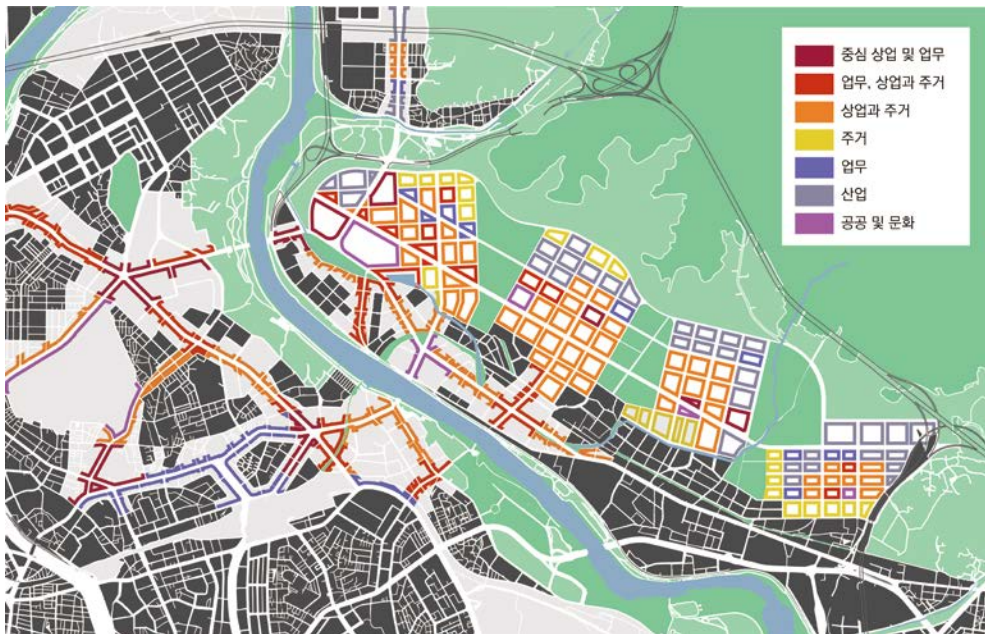 중심 상업 및 업무
업무, 상업과 주거
상업과 주거
주거
업무
산업
공공 및 문화